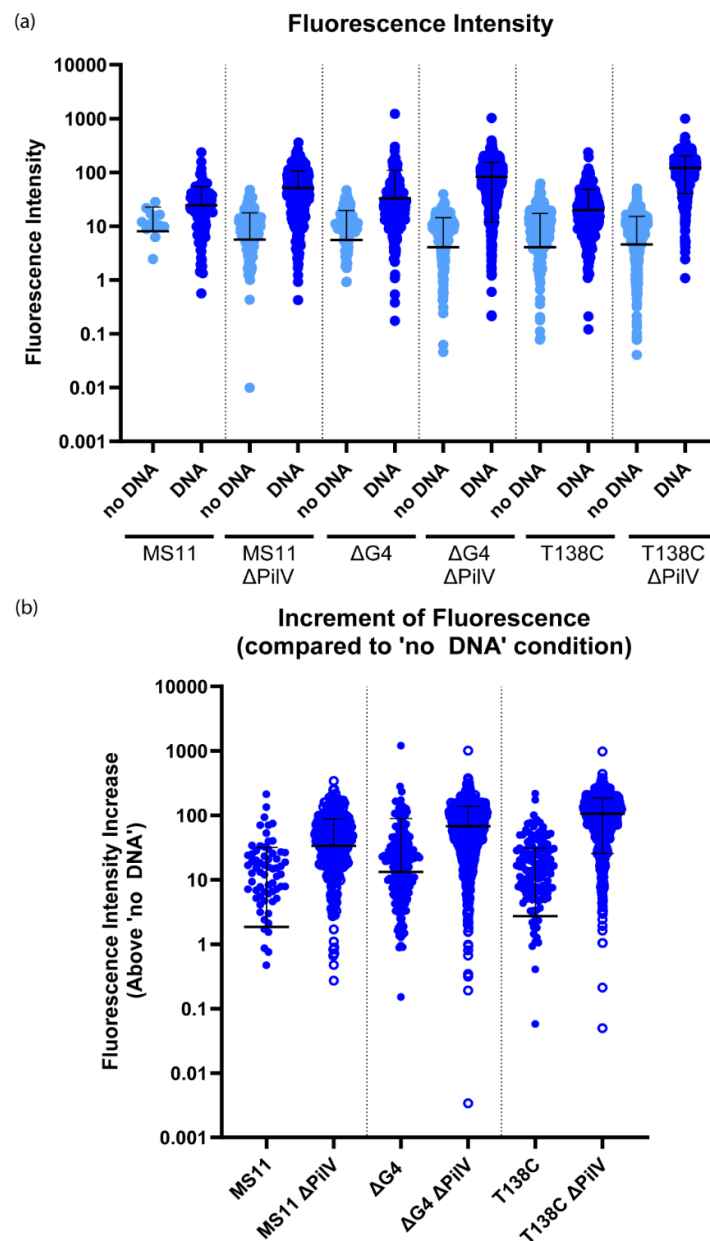 (a)
Fluorescence Intensity
Fluorescence Intensity
10000
1000
100
10
1
0.1
0.01
0.001
no DNA
DNA
no DNA
DNA
no DNA
DNA
no DNA
DNA
no DNA
DNA
no DNA
DNA
MS11
MS11
ΔPilV
ΔG4
ΔG4
ΔPilV
T138C
T138C
ΔPilV
(b)
Increment of Fluorescence
(compared to 'no DNA' condition)
Fluorescence Intensity Increase
(Above 'no DNA')
10000
1000
100
10
1
0.1
0.01
0.001
MS11
MS11 ΔPilV
ΔG4
ΔG4 ΔPilV
T138C
T138C ΔPilV